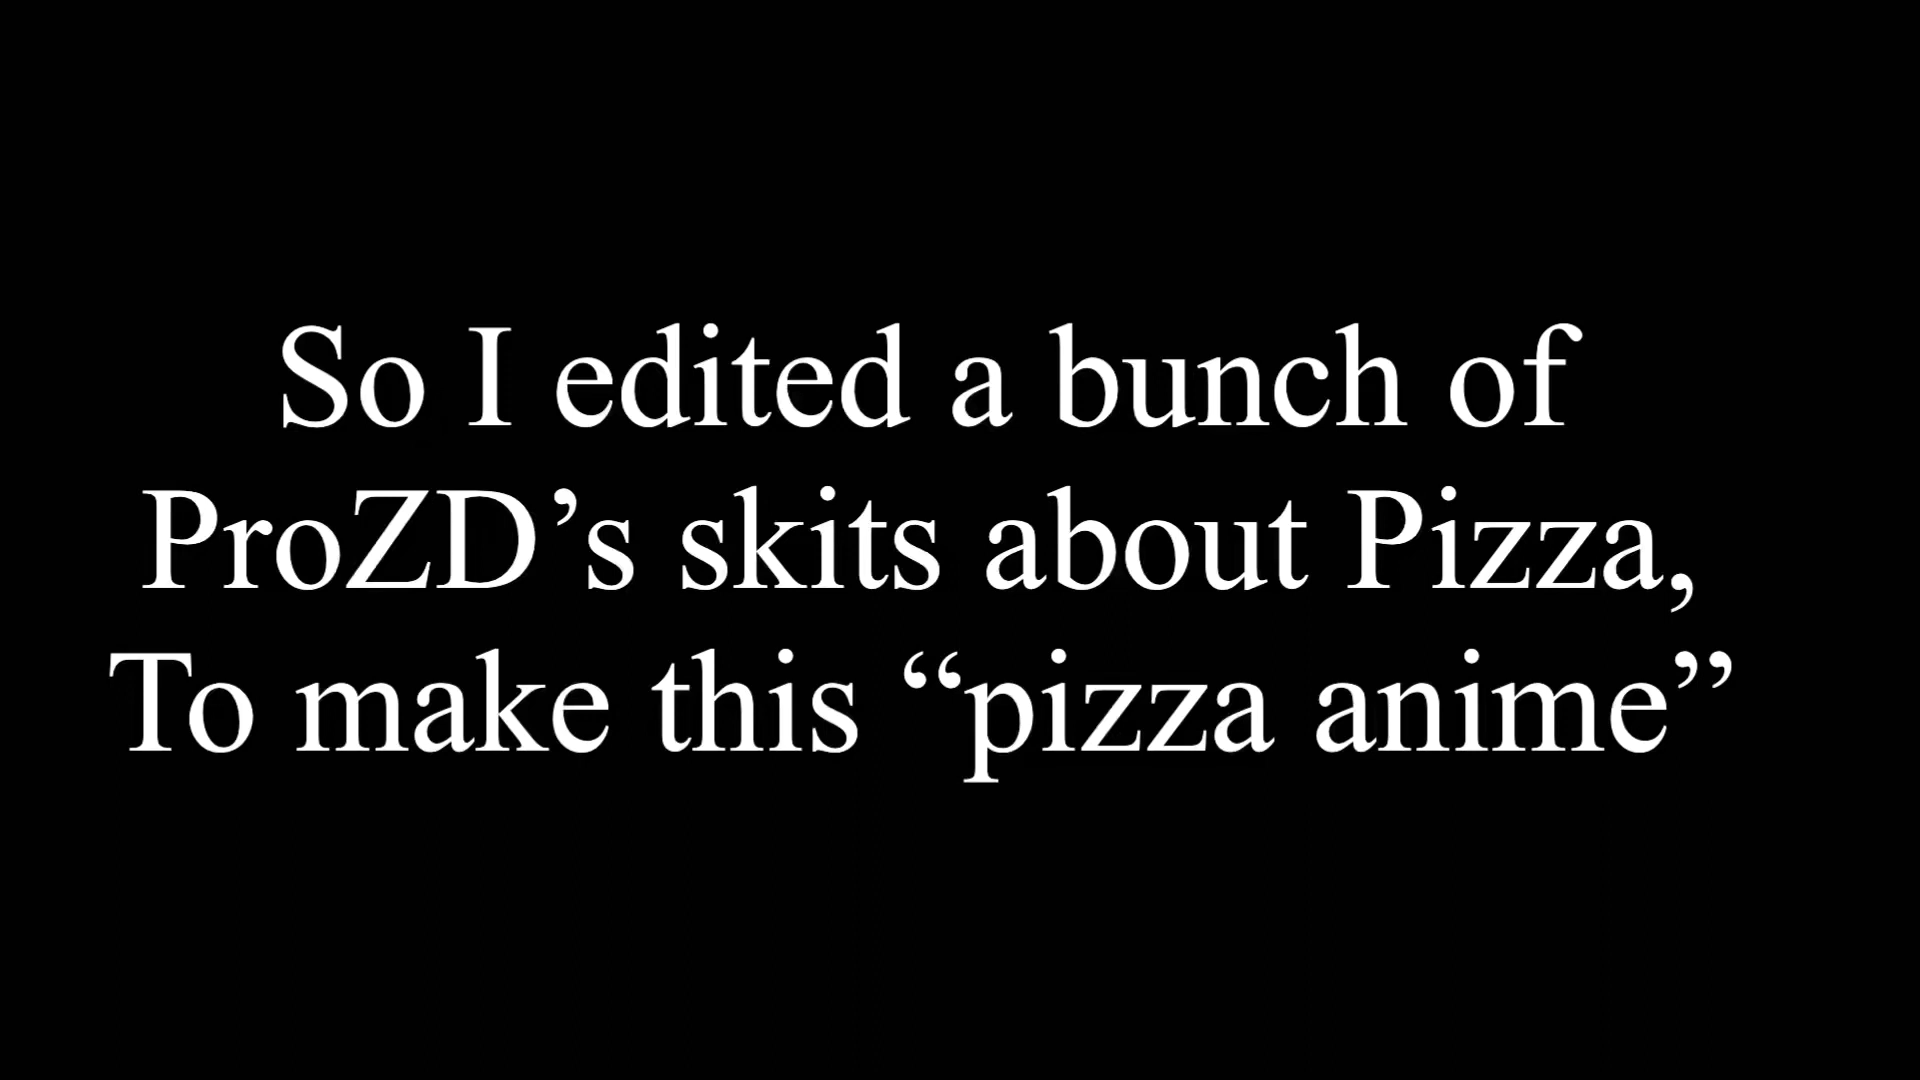 So I edited a bunch of
ProZD’s skits about Pizza,
To make this “pizza anime”